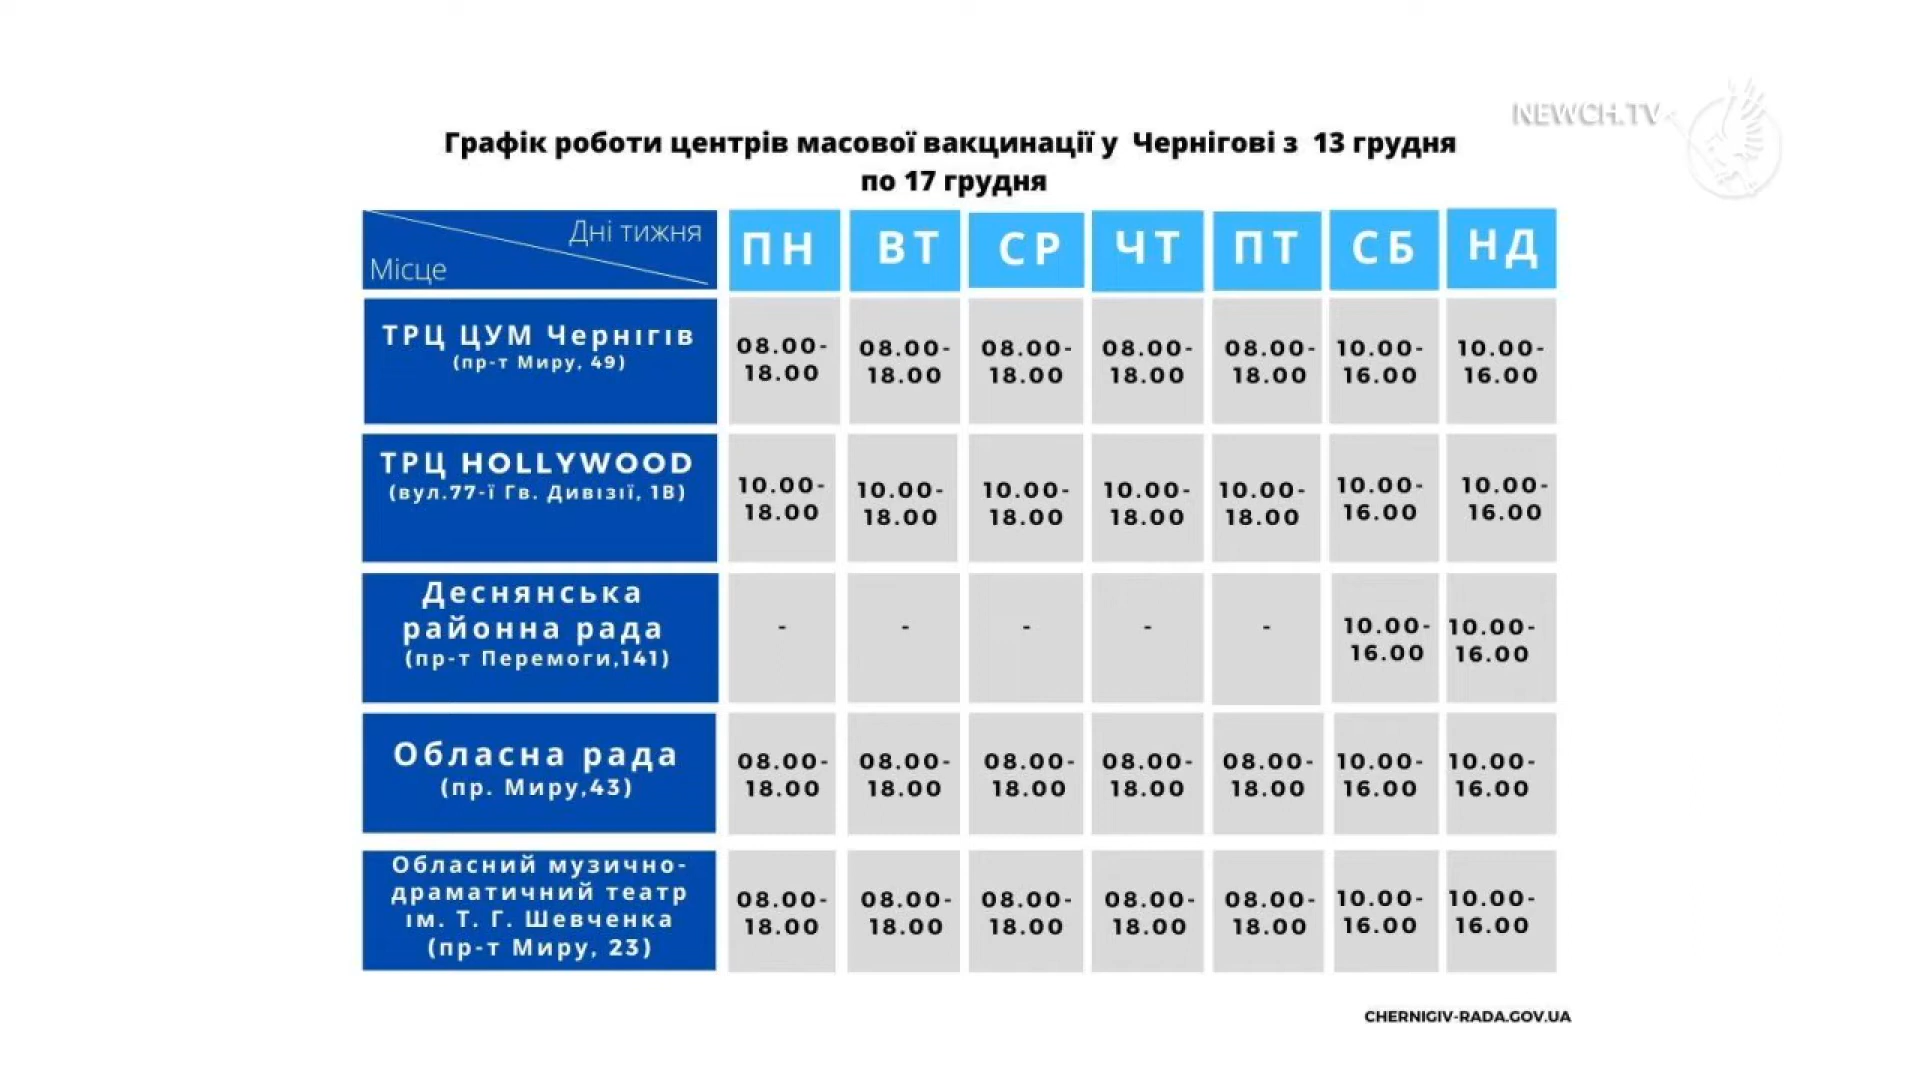 NEWCH.TV
Графік роботи центрів масової вакцинації у Чернігові з 13 грудня
по 17 грудня
Дні тижня
Місце
ПН ВТ СР ЧТ ПТ СБ НД
ТРЦ ЦУМ Чернігів
(пр-т Миру, 49)
08.00- 08.00- 08.00- 08.00- 08.00- 10.00- 10.00-
18.00 18.00 18.00 18.00 18.00 16.00 16.00
ТРЦ HOLLYWOOD
(вул.77-ї Гв. Дивізії, 1В)
10.00- 10.00- 10.00- 10.00- 10.00- 10.00- 10.00-
18.00 18.00 18.00 18.00 18.00 16.00 16.00
Деснянська
районна рада
(пр-т Перемоги,141)
- - - - - 10.00- 10.00-
16.00 16.00
Обласна рада
(пр. Миру,43)
08.00- 08.00- 08.00- 08.00- 08.00- 10.00- 10.00-
18.00 18.00 18.00 18.00 18.00 16.00 16.00
Обласний музично-
драматичний театр
ім. Т. Г. Шевченка
(пр-т Миру, 23)
08.00- 08.00- 08.00- 08.00- 08.00- 10.00- 10.00-
18.00 18.00 18.00 18.00 18.00 16.00 16.00
CHERNIGIV-RADA.GOV.UA